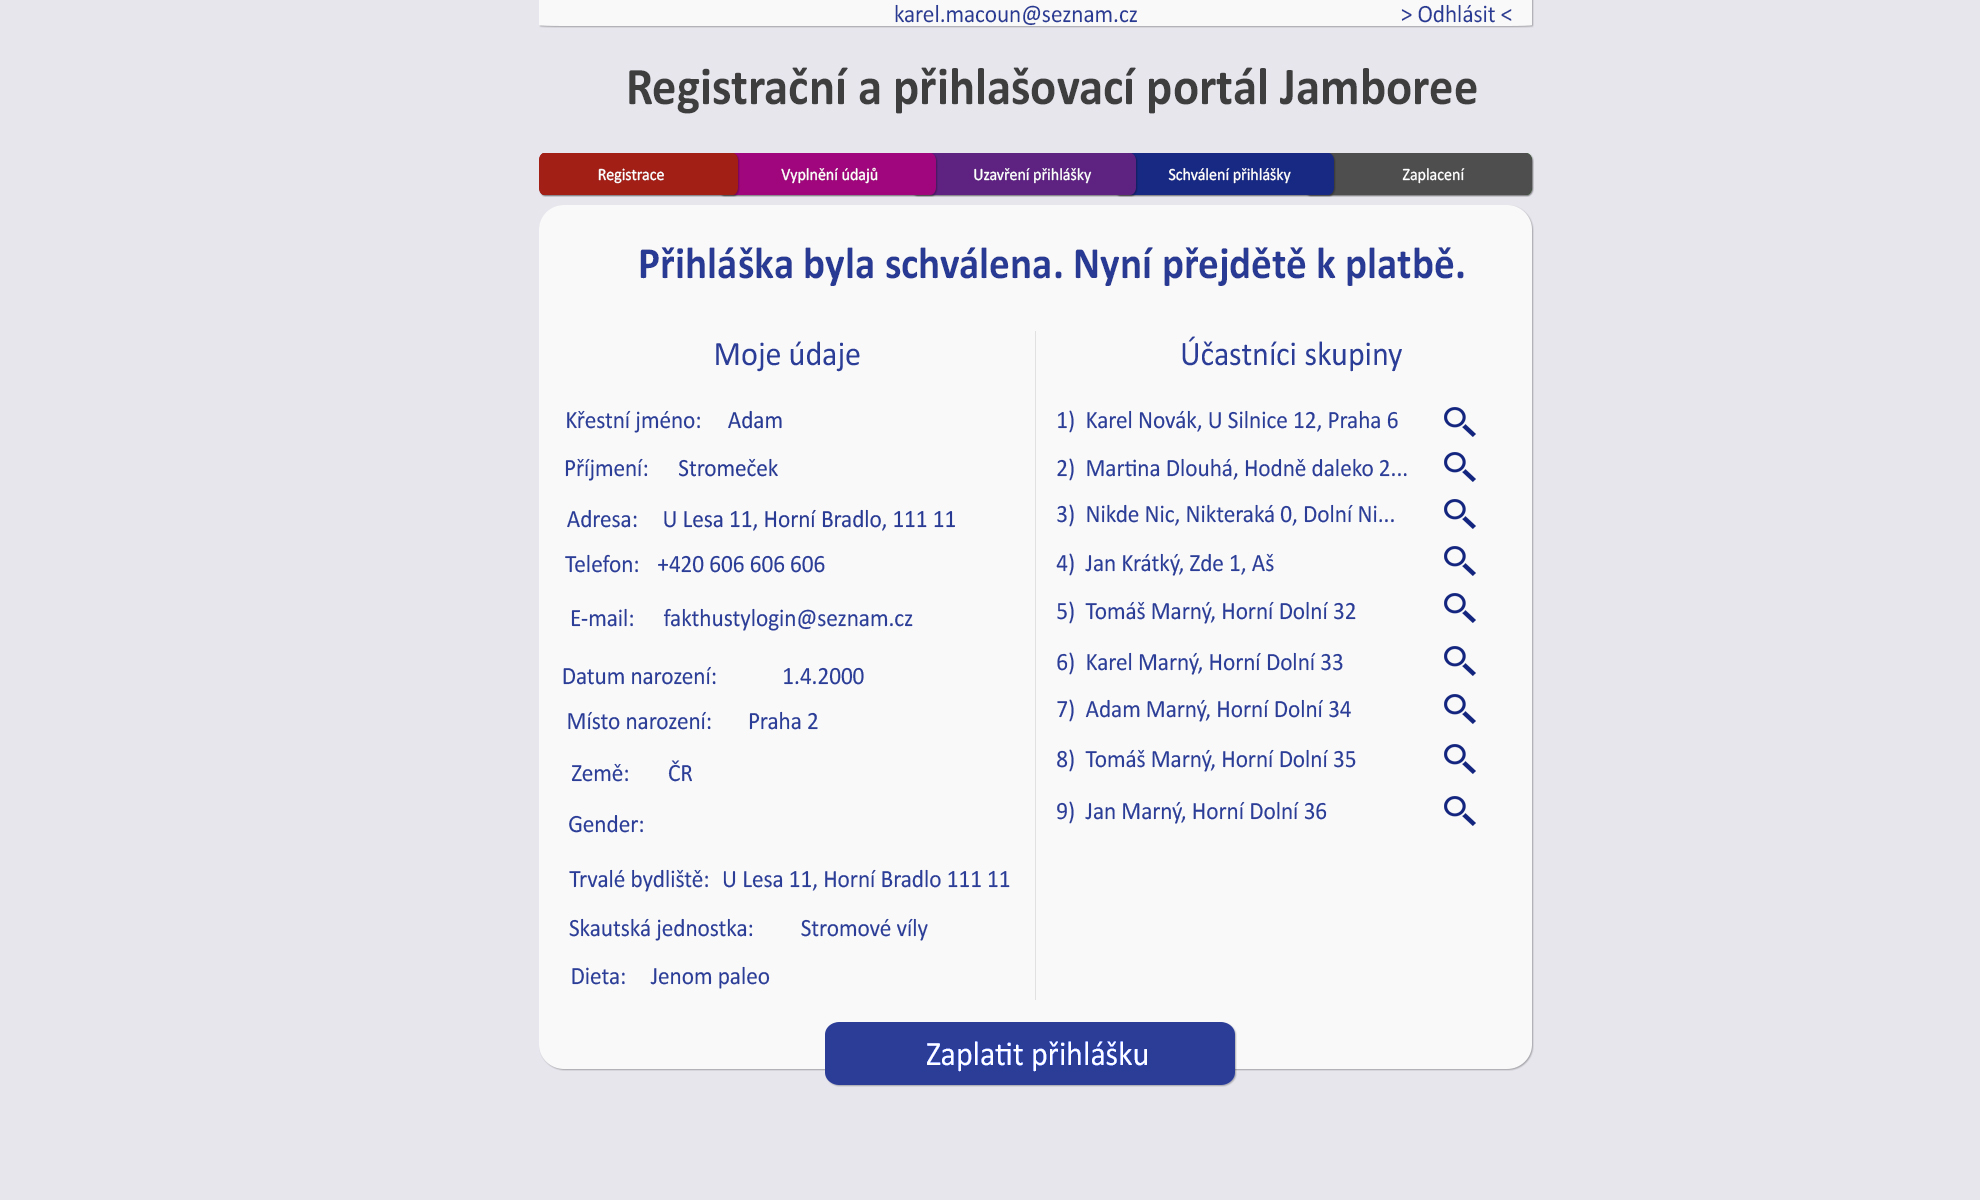 karel.macoun@seznam.cz
> Odhlásit <
Registrační a přihlašovací portál Jamboree
Registrace
Vyplnění údajů
Uzavření přihlášky
Schválení přihlášky
Zaplacení
Přihláška byla schválena. Nyní přejdětě k platbě.
Moje údaje
Křestní jméno: Adam
Příjmení: Stromeček
Adresa: U Lesa 11, Horní Bradlo, 111 11
Telefon: +420 606 606 606
E-mail: fakthustylogin@seznam.cz
Datum narození: 1.4.2000
Místo narození: Praha 2
Země: ČR
Gender:
Trvalé bydliště: U Lesa 11, Horní Bradlo 111 11
Skautská jednostka: Stromové víly
Dieta: Jenom paleo
Účastníci skupiny
1) Karel Novák, U Silnice 12, Praha 6
2) Martina Dlouhá, Hodně daleko 2...
3) Nikde Nic, Nikteraká 0, Dolní Ni...
4) Jan Krátký, Zde 1, Aš
5) Tomáš Marný, Horní Dolní 32
6) Karel Marný, Horní Dolní 33
7) Adam Marný, Horní Dolní 34
8) Tomáš Marný, Horní Dolní 35
9) Jan Marný, Horní Dolní 36
Zaplatit přihlášku